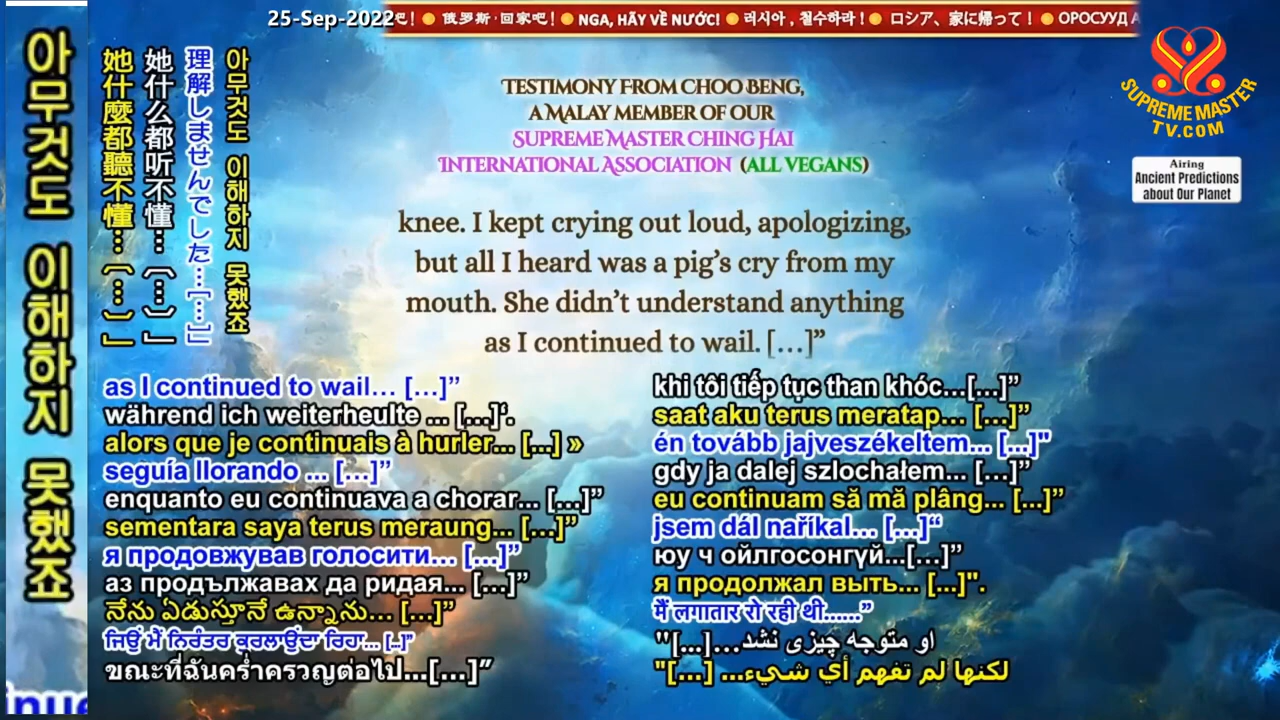 25-Sep-2022
吧! 俄罗斯,回家吧! NGA, HÃY VỀ NƯỚC! 러시아, 철수하라! ロシア、家に帰って! ОРОСУУД
SUPREME MASTER
TV.COM
Airing
Ancient Predictions
about Our Planet
TESTIMONY FROM CHOO BENG,
A MALAY MEMBER OF OUR
SUPREME MASTER CHING HAI
INTERNATIONAL ASSOCIATION (ALL VEGANS)
knee. I kept crying out loud, apologizing,
but all I heard was a pig’s cry from my
mouth. She didn’t understand anything
as I continued to wail. […]”
아무것도 이해하지 못했죠
她什麼都聽不懂…〔…〕」
她什么都听不懂…〔…〕」
理解しませんでした…[…]」
아무것도 이해하지 못했죠
as I continued to wail… […]”
während ich weiterheulte ... [...]‘.
alors que je continuais à hurler... [...] »
seguía llorando ... […]”
enquanto eu continuava a chorar... [...]”
sementara saya terus meraung... […]”
я продовжував голосити... […]”
аз продължавах да ридая... […]”
నేను ఏడుస్తూనే ఉన్నాను... […]”
ਜਿਉਂ ਮੈਂ ਨਿਰੰਤਰ ਕੁਰਲਾਉਂਦਾ ਰਿਹਾ... [...]”
ขณะที่ฉันคร่ำครวญต่อไป...[…]”
khi tôi tiếp tục than khóc...[…]”
saat aku terus meratap... […]”
én tovább jajveszékeltem... [...]"
gdy ja dalej szlochałem... […]”
eu continuam să mă plâng... […]”
jsem dál naříkal... […]“
юу ч ойлгосонгүй...[…]”
я продолжал выть... [...]".
मैं लगातार रो रही थी......”
او متوجه چیزی نشد...[...]"
لكنها لم تفهم أي شيء... [...]"